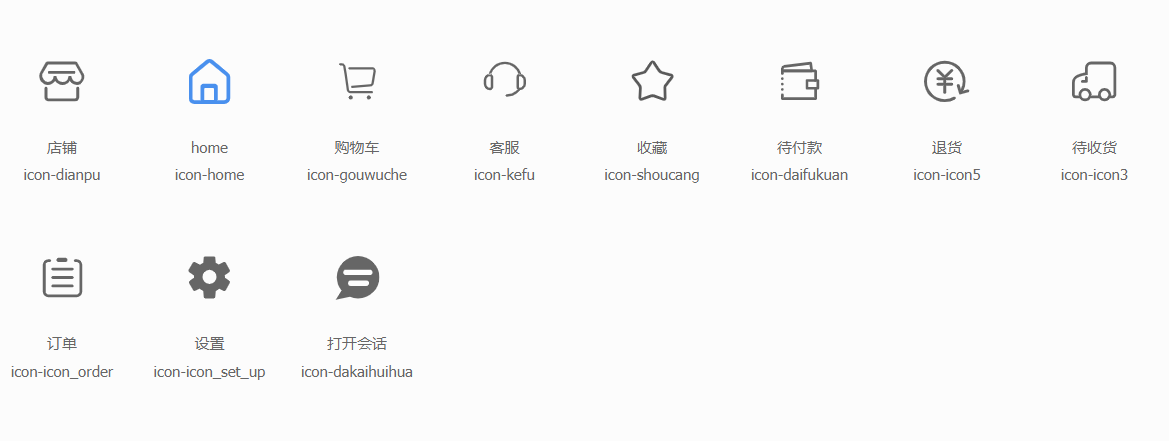 店铺
home
购物车
客服
收藏
待付款
退货
待收货
icon-dianpu
icon-home
icon-gouwuche
icon-kefu
icon-shoucang
icon-daifukuan
icon-icon5
icon-icon3
订单
设置
打开会话
icon-icon_order
icon-icon_set_up
icon-dakaihuihua